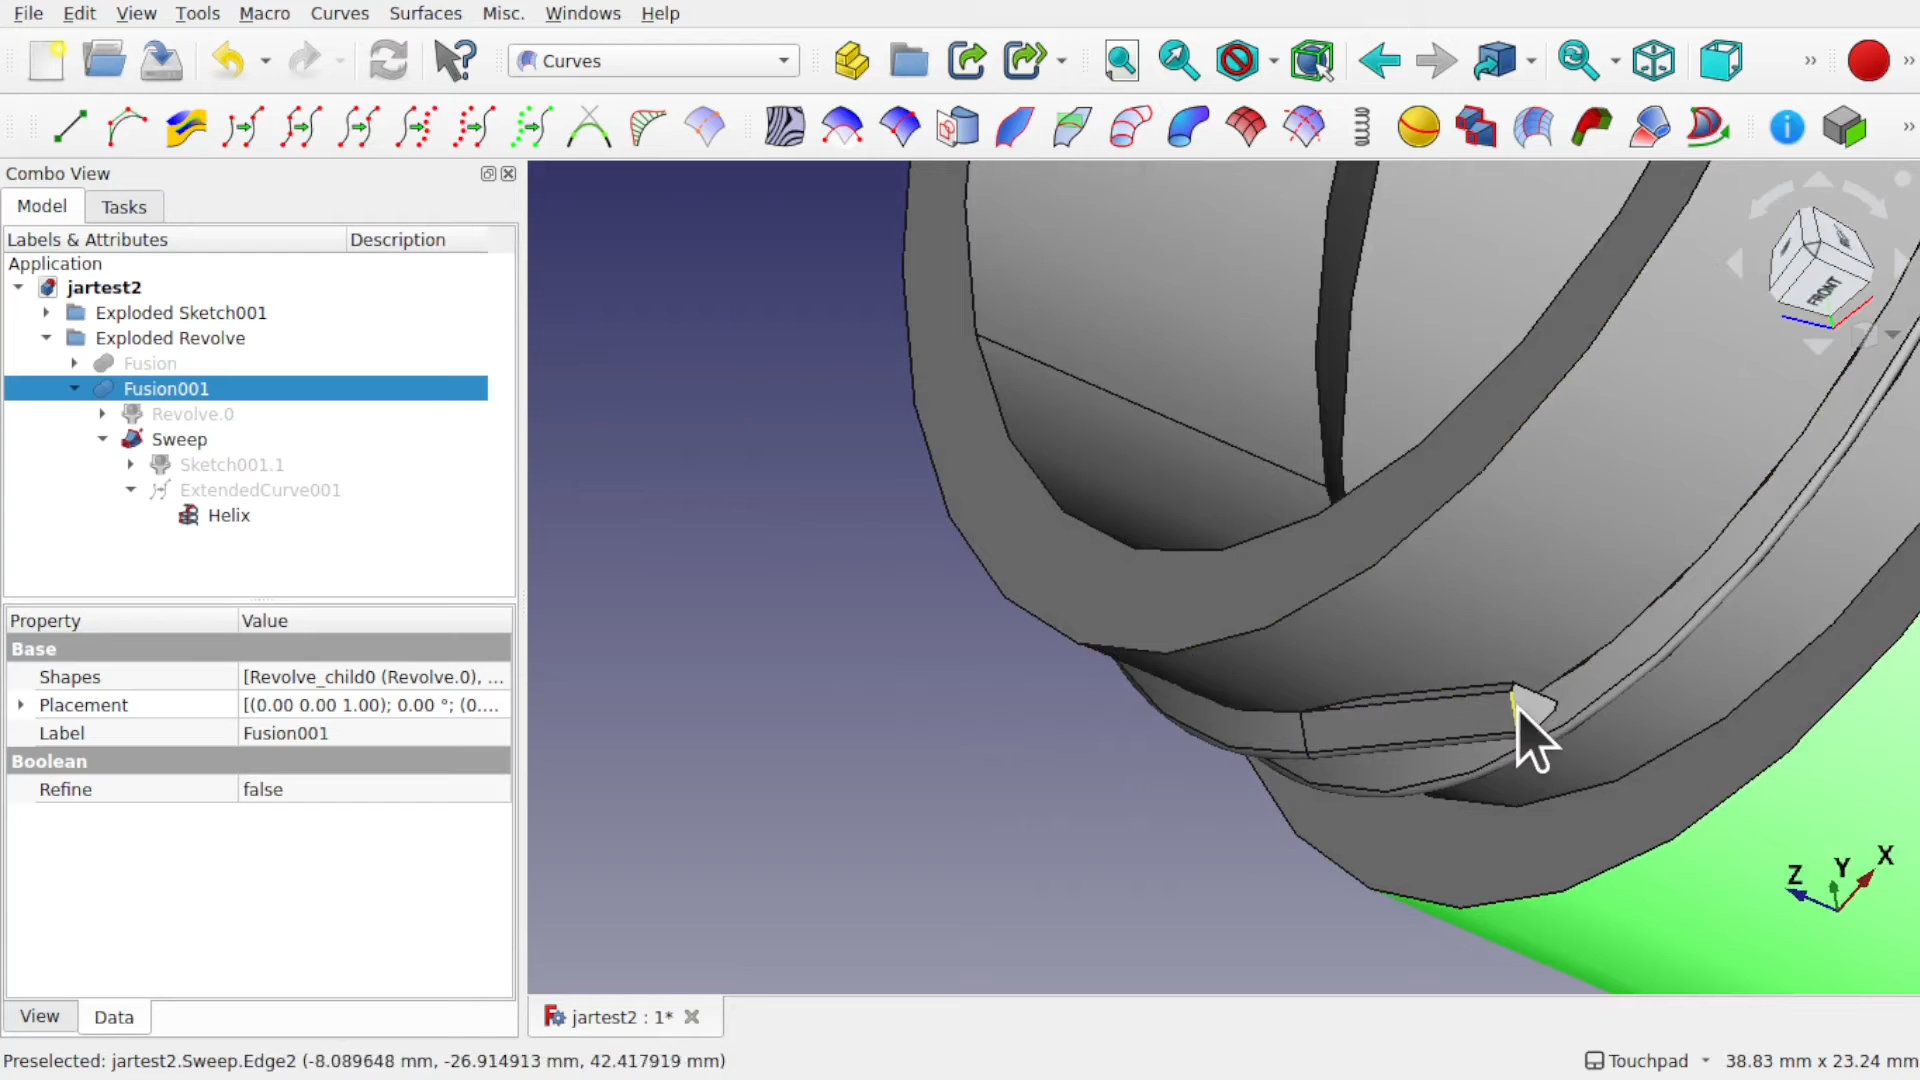 File Edit View Tools Macro Curves Surfaces Misc. Windows Help
Curves
Combo View
Model Tasks
Labels & Attributes Description
Application
jartest2
Exploded Sketch001
Exploded Revolve
Fusion
Fusion001
Revolve.0
Sweep
Sketch001.1
ExtendedCurve001
Helix
Property Value
Base
Shapes [Revolve_child0 (Revolve.0), ...
Placement [(0.00 0.00 1.00); 0.00 °; (0....
Label Fusion001
Boolean
Refine false
View Data
FRONT
Z Y X
jartest2 : 1*
Preselected: jartest2.Sweep.Edge2 (-8.089648 mm, -26.914913 mm, 42.417919 mm)
Touchpad 38.83 mm x 23.24 mm